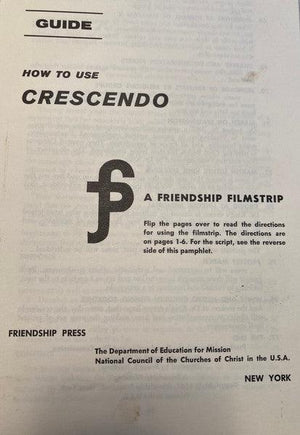 GUIDE
HOW TO USE
CRESCENDO
fp
A FRIENDSHIP FILMSTRIP
Flip the pages over to read the directions
for using the filmstrip. The directions are
on pages 1-6. For the script, see the reverse
side of this pamphlet.
FRIENDSHIP PRESS
The Department of Education for Mission
National Council of the Churches of Christ in the U.S.A.
NEW YORK